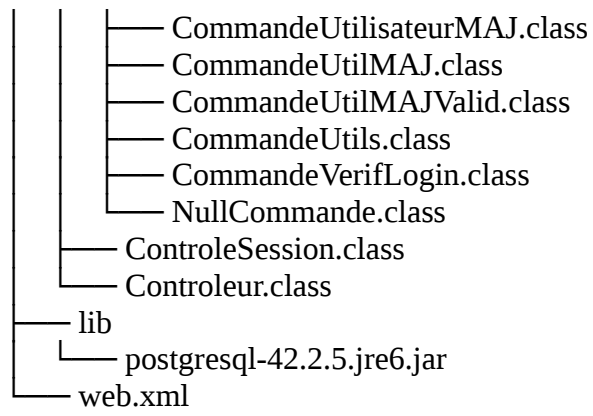 CommandeUtilisateurMAJ.class
CommandeUtilMAJ.class
CommandeUtilMAJValid.class
CommandeUtils.class
CommandeVerifLogin.class
NullCommande.class
ControleSession.class
Controleur.class
lib
postgresql-42.2.5.jre6.jar
web.xml